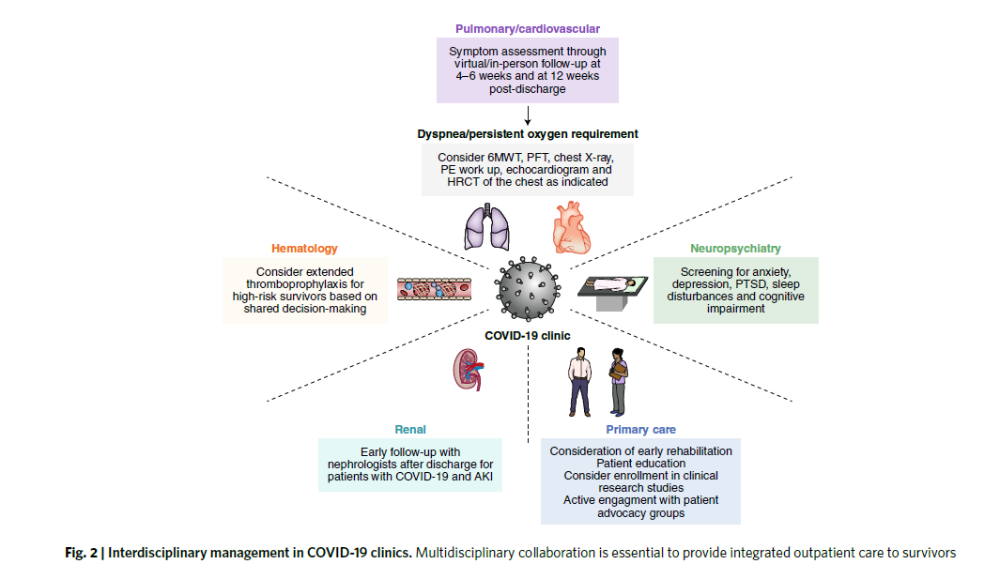 Pulmonary/cardiovascular
Symptom assessment through
virtual/in-person follow-up at
4–6 weeks and at 12 weeks
post-discharge
Dyspnea/persistent oxygen requirement
Consider 6MWT, PFT, chest X-ray,
PE work up, echocardiogram and
HRCT of the chest as indicated
Hematology
Consider extended
thromboprophylaxis for
high-risk survivors based on
shared decision-making
Neuropsychiatry
Screening for anxiety,
depression, PTSD, sleep
disturbances and cognitive
impairment
COVID-19 clinic
Renal
Early follow-up with
nephrologists after discharge for
patients with COVID-19 and AKI
Primary care
Consideration of early rehabilitation
Patient education
Consider enrollment in clinical
research studies
Active engagment with patient
advocacy groups
Fig. 2 | Interdisciplinary management in COVID-19 clinics. Multidisciplinary collaboration is essential to provide integrated outpatient care to survivors